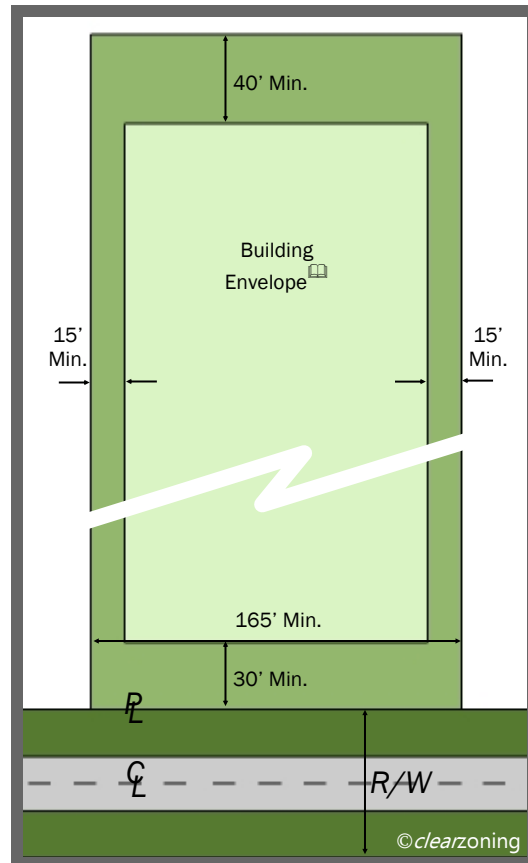 40’ Min.
Building
Envelope
15’
Min.
15’
Min.
165’ Min.
30’ Min.
PL
CL
R/W
©clearzoning